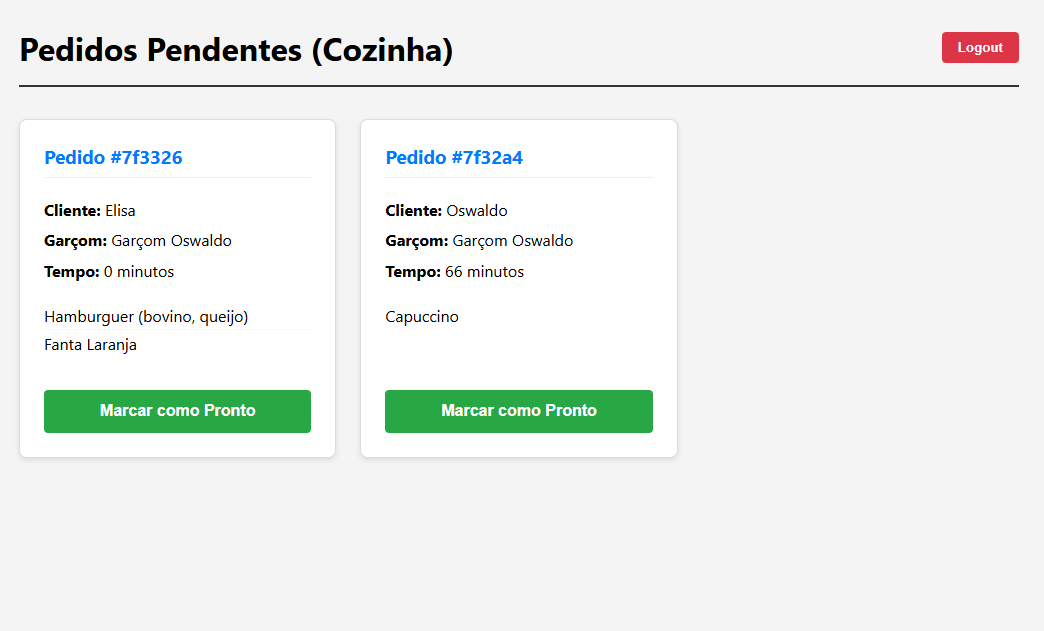 Pedidos Pendentes (Cozinha)
Logout
Pedido #7f3326
Cliente: Elisa
Garçom: Garçom Oswaldo
Tempo: 0 minutos
Hamburguer (bovino, queijo)
Fanta Laranja
Marcar como Pronto
Pedido #7f32a4
Cliente: Oswaldo
Garçom: Garçom Oswaldo
Tempo: 66 minutos
Capuccino
Marcar como Pronto